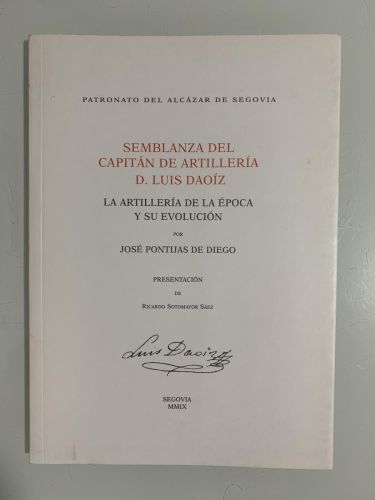 PATRONATO DEL ALCÁZAR DE SEGOVIA
SEMBLANZA DEL
CAPITÁN DE ARTILLERÍA
D. LUIS DAOÍZ
LA ARTILLERÍA DE LA ÉPOCA
Y SU EVOLUCIÓN
POR
JOSÉ PONTIJAS DE DIEGO
PRESENTACIÓN
DE
RICARDO SOTOMAYOR SÁEZ
Luis Daoiz
SEGOVIA
MMIX